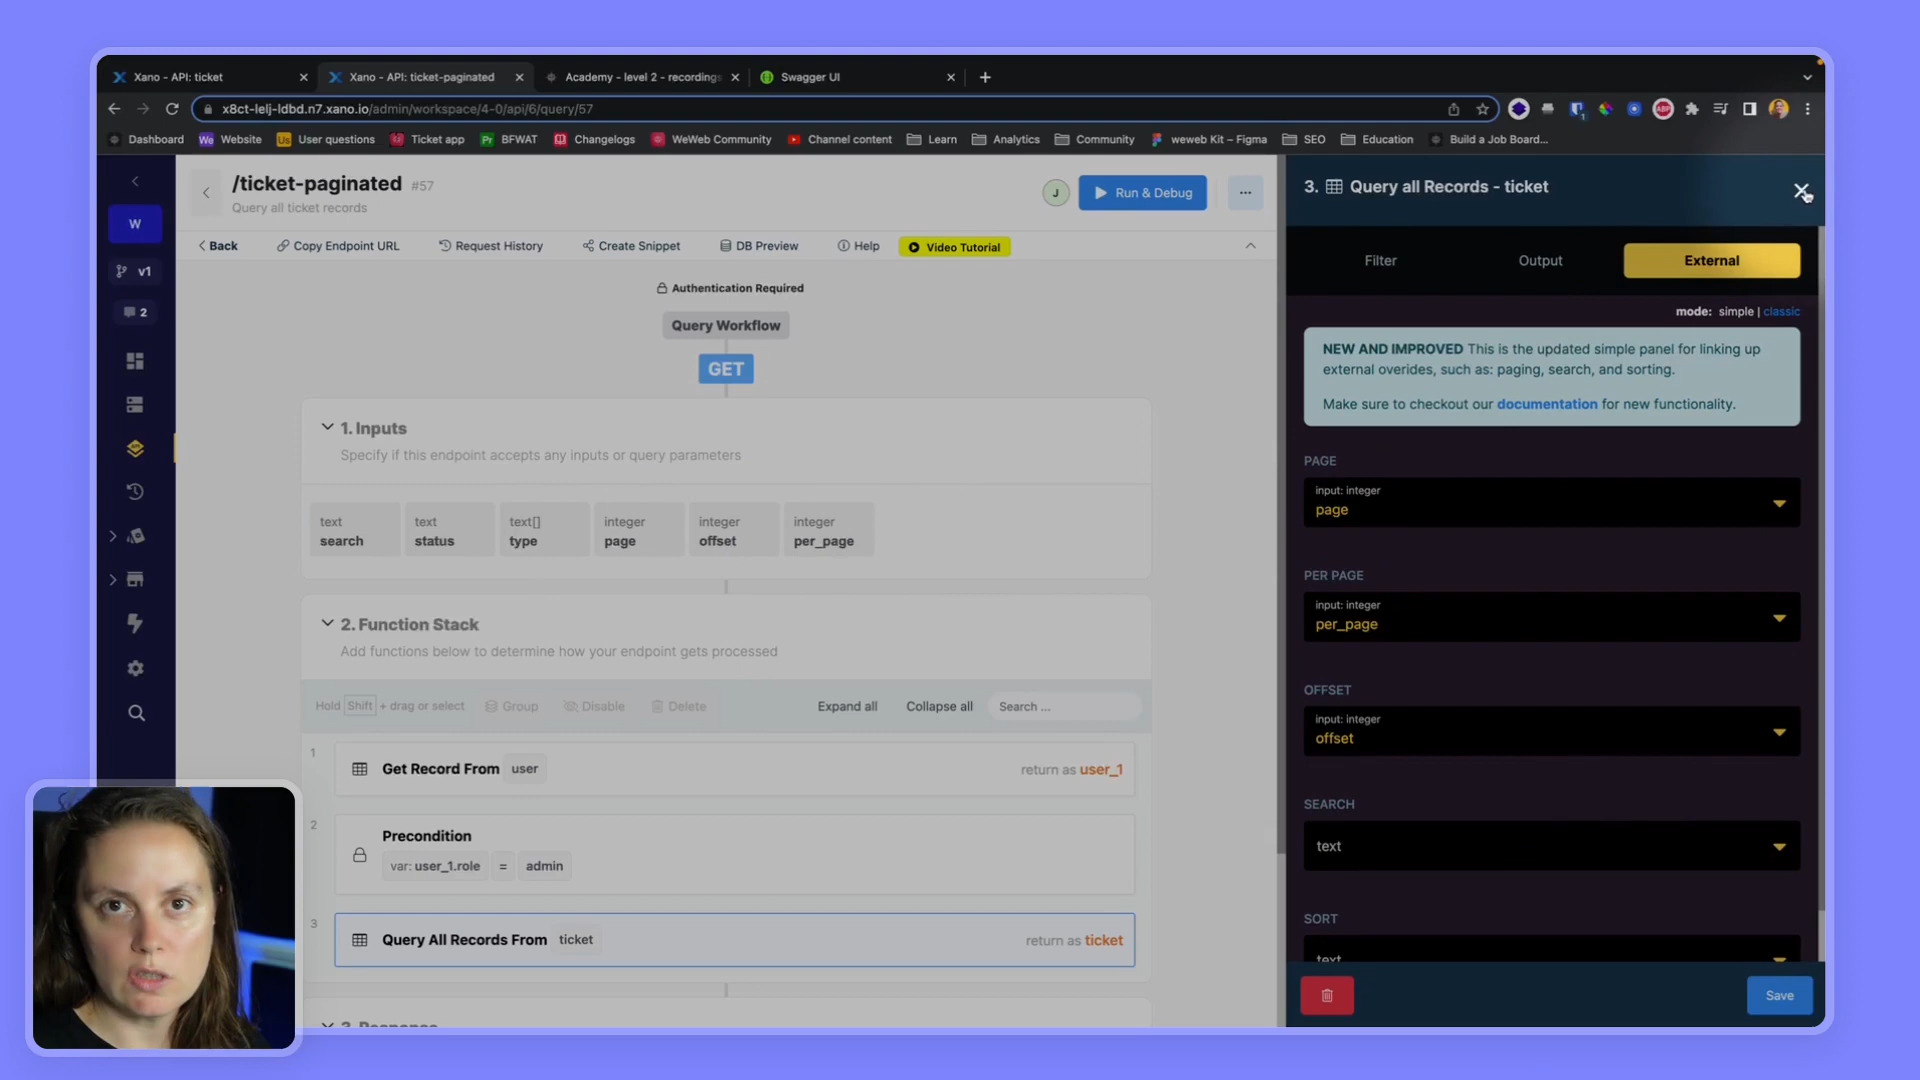 Xano - API: ticket
Xano - API: ticket-paginated
Academy - level 2 - recordings
Swagger UI
x8ct-lelj-ldbd.n7.xano.io/admin/workspace/4-0/api/6/query/57
Dashboard
We Website
Us User questions
Ticket app
Pr BFWAT
Changelogs
WeWeb Community
Channel content
Learn
Analytics
Community
weweb Kit – Figma
SEO
Education
Build a Job Board...
W
v1
2
/ticket-paginated #57
Query all ticket records
J
Run & Debug
...
Back
Copy Endpoint URL
Request History
Create Snippet
DB Preview
Help
Video Tutorial
Authentication Required
Query Workflow
GET
1. Inputs
Specify if this endpoint accepts any inputs or query parameters
text
search
text
status
text[]
type
integer
page
integer
offset
integer
per_page
2. Function Stack
Add functions below to determine how your endpoint gets processed
Hold Shift + drag or select
Group
Disable
Delete
Expand all
Collapse all
Search ...
1
Get Record From user
return as user_1
2
Precondition
var: user_1.role = admin
3
Query All Records From ticket
return as ticket
3. Response
3. Query all Records - ticket
Filter
Output
External
mode: simple | classic
NEW AND IMPROVED This is the updated simple panel for linking up
external overides, such as: paging, search, and sorting.
Make sure to checkout our documentation for new functionality.
PAGE
input: integer
page
PER PAGE
input: integer
per_page
OFFSET
input: integer
offset
SEARCH
text
SORT
text
Save